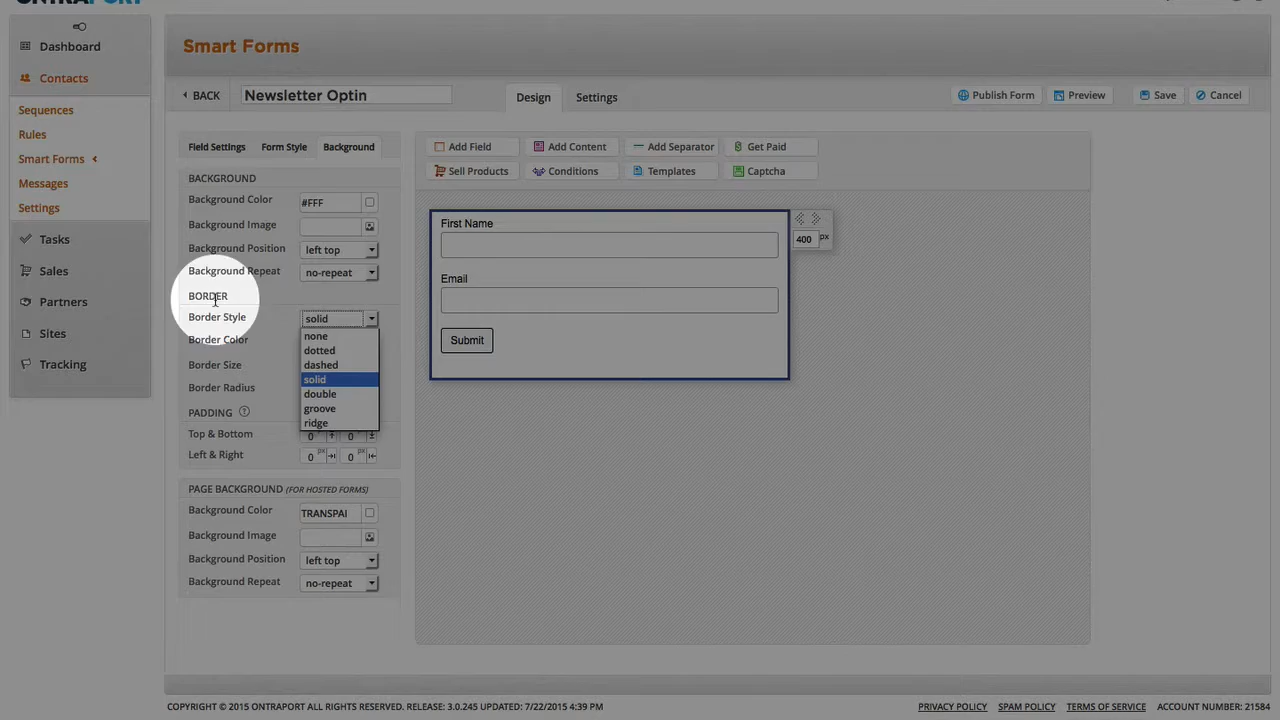 ONTRAPORT
Smart Forms
Dashboard
Contacts
Sequences
Rules
Smart Forms
Messages
Settings
Tasks
Sales
Partners
Sites
Tracking
BACK
Newsletter Optin
Design
Settings
Publish Form
Preview
Save
Cancel
Field Settings
Form Style
Background
BACKGROUND
Background Color #FFF
Background Image
Background Position left top
Background Repeat no-repeat
BORDER
Border Style solid
none
dotted
dashed
solid
double
groove
ridge
Border Color
Border Size
Border Radius
PADDING ?
Top & Bottom 0 px 0 px
Left & Right 0 px 0 px
PAGE BACKGROUND (FOR HOSTED FORMS)
Background Color TRANSPAI
Background Image
Background Position left top
Background Repeat no-repeat
Add Field
Add Content
Add Separator
Get Paid
Sell Products
Conditions
Templates
Captcha
First Name
400 px
Email
Submit
COPYRIGHT © 2015 ONTRAPORT ALL RIGHTS RESERVED. RELEASE: 3.0.245 UPDATED: 7/22/2015 4:39 PM
PRIVACY POLICY SPAM POLICY TERMS OF SERVICE ACCOUNT NUMBER: 21584